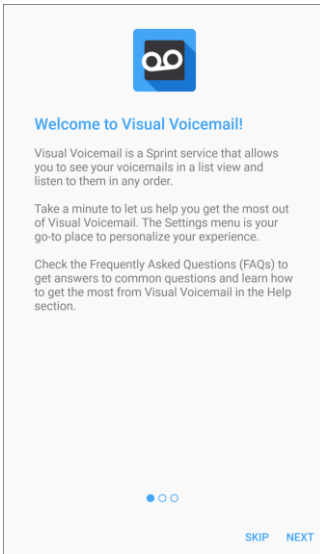 Welcome to Visual Voicemail!
Visual Voicemail is a Sprint service that allows
you to see your voicemails in a list view and
listen to them in any order.
Take a minute to let us help you get the most out
of Visual Voicemail. The Settings menu is your
go-to place to personalize your experience.
Check the Frequently Asked Questions (FAQs) to
get answers to common questions and learn how
to get the most from Visual Voicemail in the Help
section.
SKIP NEXT